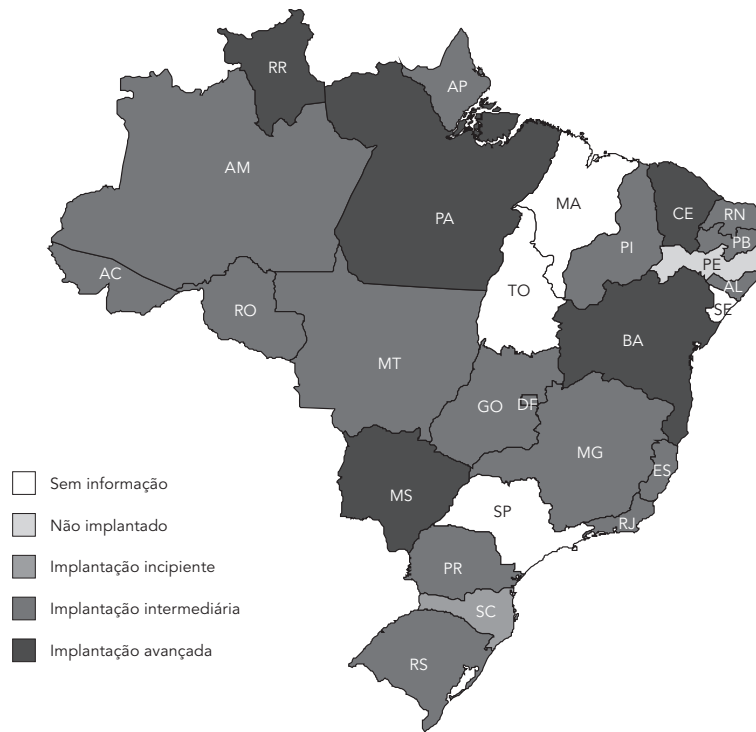 RR
AP
AM
PA
MA
CE
RN
PB
PI
PE
AL
SE
AC
TO
RO
BA
MT
GO
DF
MG
ES
MS
SP
RJ
PR
SC
RS
Sem informação
Não implantado
Implantação incipiente
Implantação intermediária
Implantação avançada